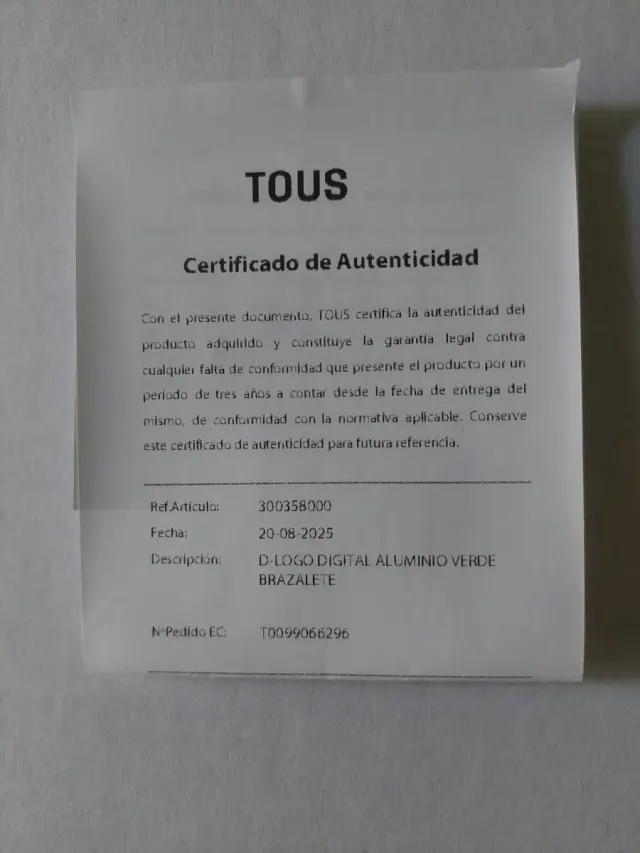 TOUS
Certificado de Autenticidad
Con el presente documento, TOUS certifica la autenticidad del
producto adquirido y constituye la garantía legal contra
cualquier falta de conformidad que presente el producto por un
periodo de tres años a contar desde la fecha de entrega del
mismo, de conformidad con la normativa aplicable. Conserve
este certificado de autenticidad para futura referencia.
Ref.Artículo: 300358000
Fecha: 20-08-2025
Descripción: D-LOGO DIGITAL ALUMINIO VERDE
BRAZALETE
NºPedido EC: T0099066296